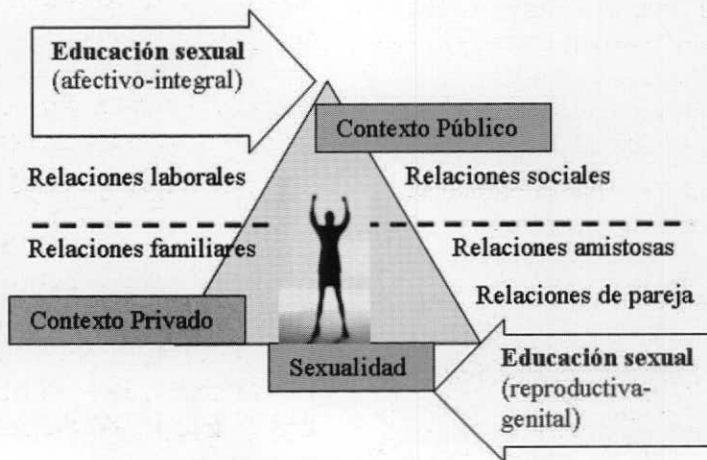 Educación sexual
(afectivo-integral)
Contexto Público
Relaciones laborales
Relaciones sociales
Relaciones familiares
Relaciones amistosas
Relaciones de pareja
Contexto Privado
Sexualidad
Educación sexual
(reproductiva-
genital)